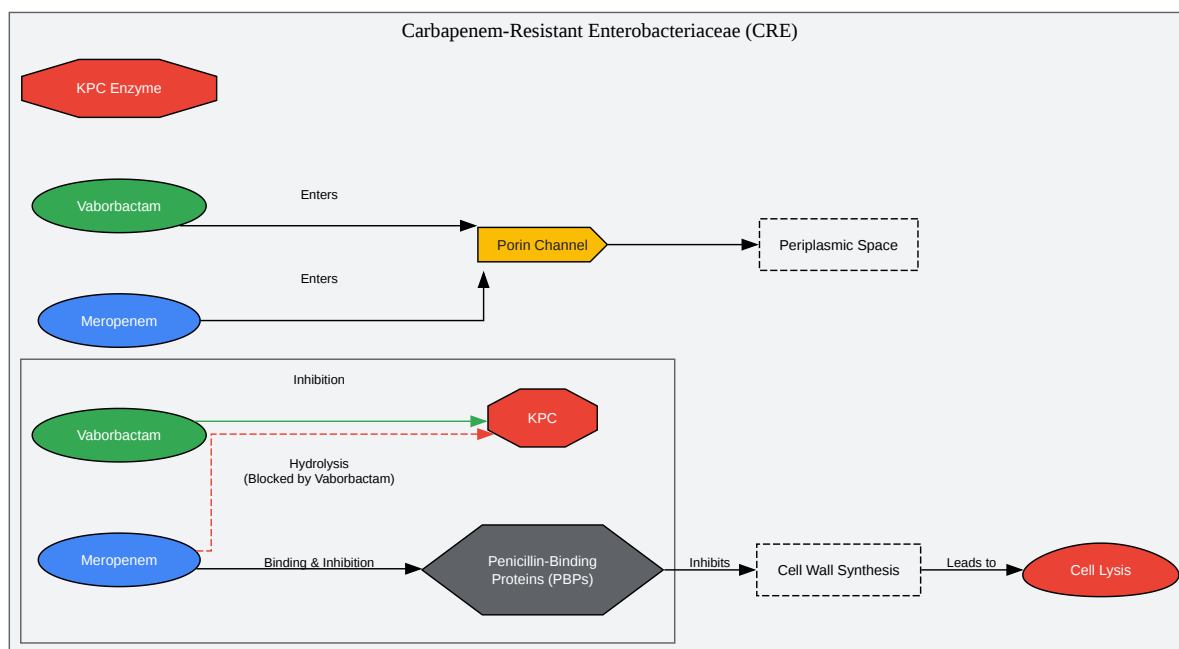 Carbapenem-Resistant Enterobacteriaceae (CRE)
KPC Enzyme
Vaborbactam
Enters
Porin Channel
Periplasmic Space
Enters
Meropenem
Inhibition
KPC
Vaborbactam
Hydrolysis
(Blocked by Vaborbactam)
Meropenem
Binding & Inhibition
Penicillin-Binding
Proteins (PBPs)
Inhibits
Cell Wall Synthesis
Leads to
Cell Lysis